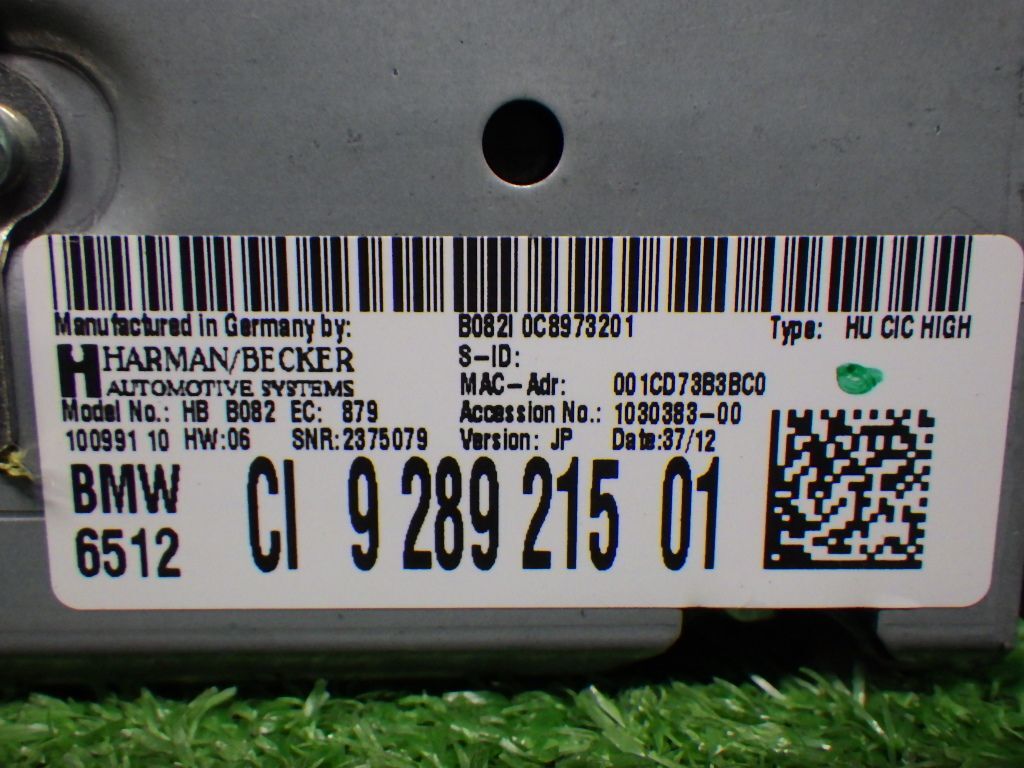 Manufactured in Germany by: B082I 0C8973201 Type: HU CIC HIGH
HARMAN/BECKER S-ID:
AUTOMOTIVE SYSTEMS MAC-Adr: 001CD73B3BC0
Model No.: HB B082 EC: 879 Accession No.: 1030383-00
100991 10 HW:06 SNR:2375079 Version: JP Date:37/12
BMW CI 9 289 215 01
6512